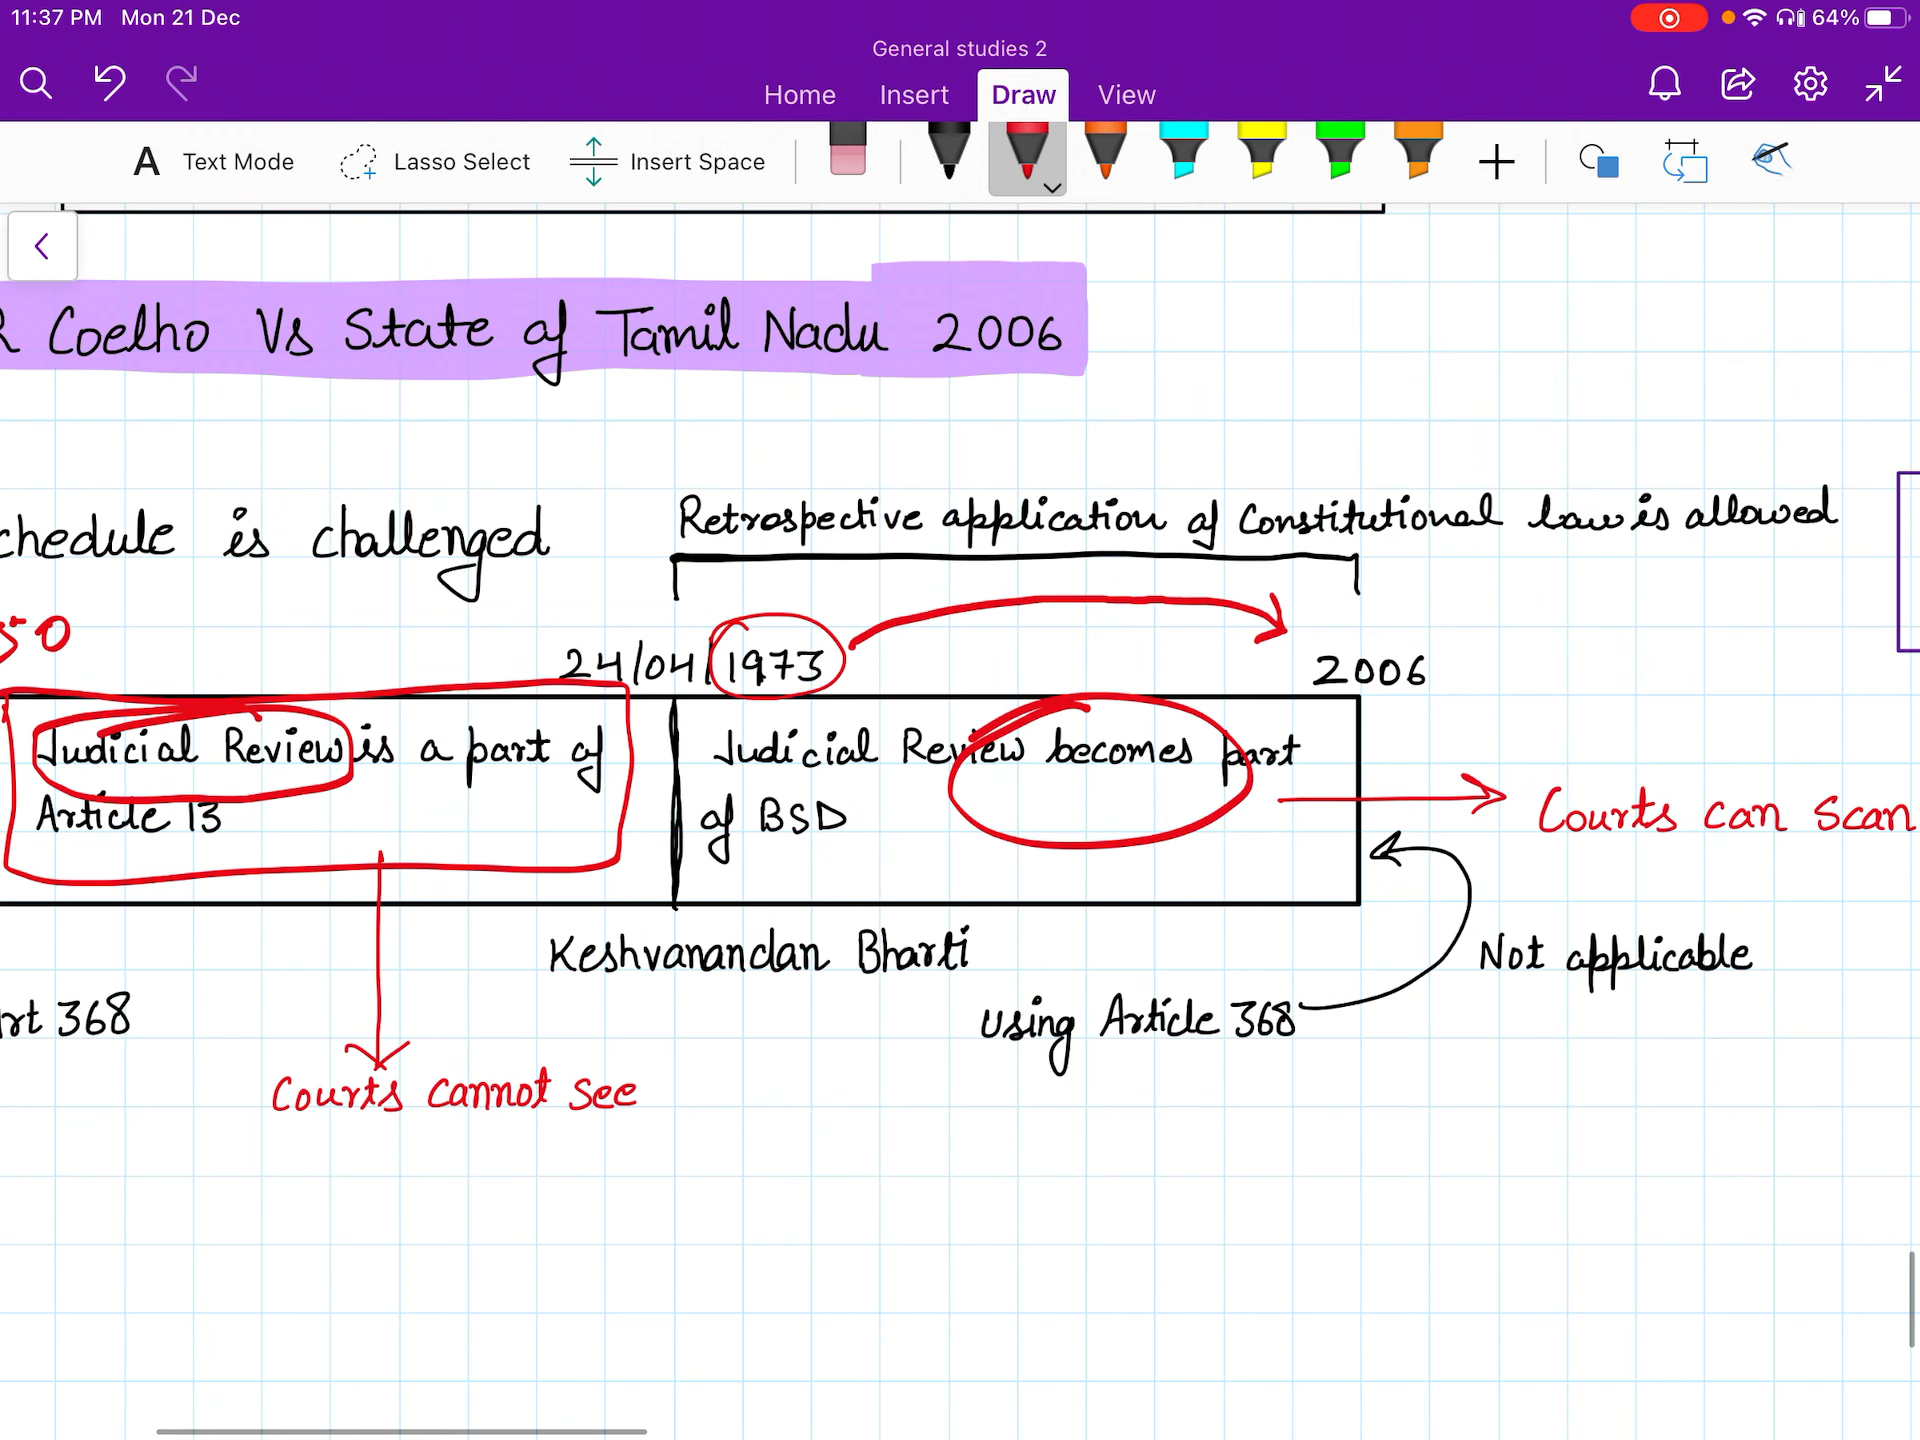 11:37 PM Mon 21 Dec
64%
General studies 2
Home Insert Draw View
A Text Mode Lasso Select Insert Space
R Coelho Vs State of Tamil Nadu 2006
chedule is challenged
Retrospective application of Constitutional law is allowed
50
24/04/1973
2006
Judicial Review is a part of
Article 13
Judicial Review becomes part
of BSD
Courts can scan
Keshvanandan Bharti
Not applicable
rt 368
using Article 368
Courts cannot see